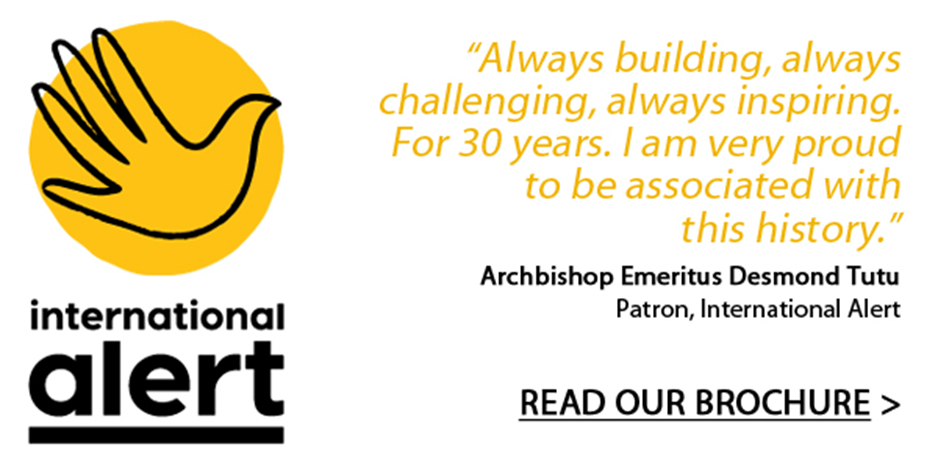 international
alert
“Always building, always
challenging, always inspiring.
For 30 years. I am very proud
to be associated with
this history.”
Archbishop Emeritus Desmond Tutu
Patron, International Alert
READ OUR BROCHURE >